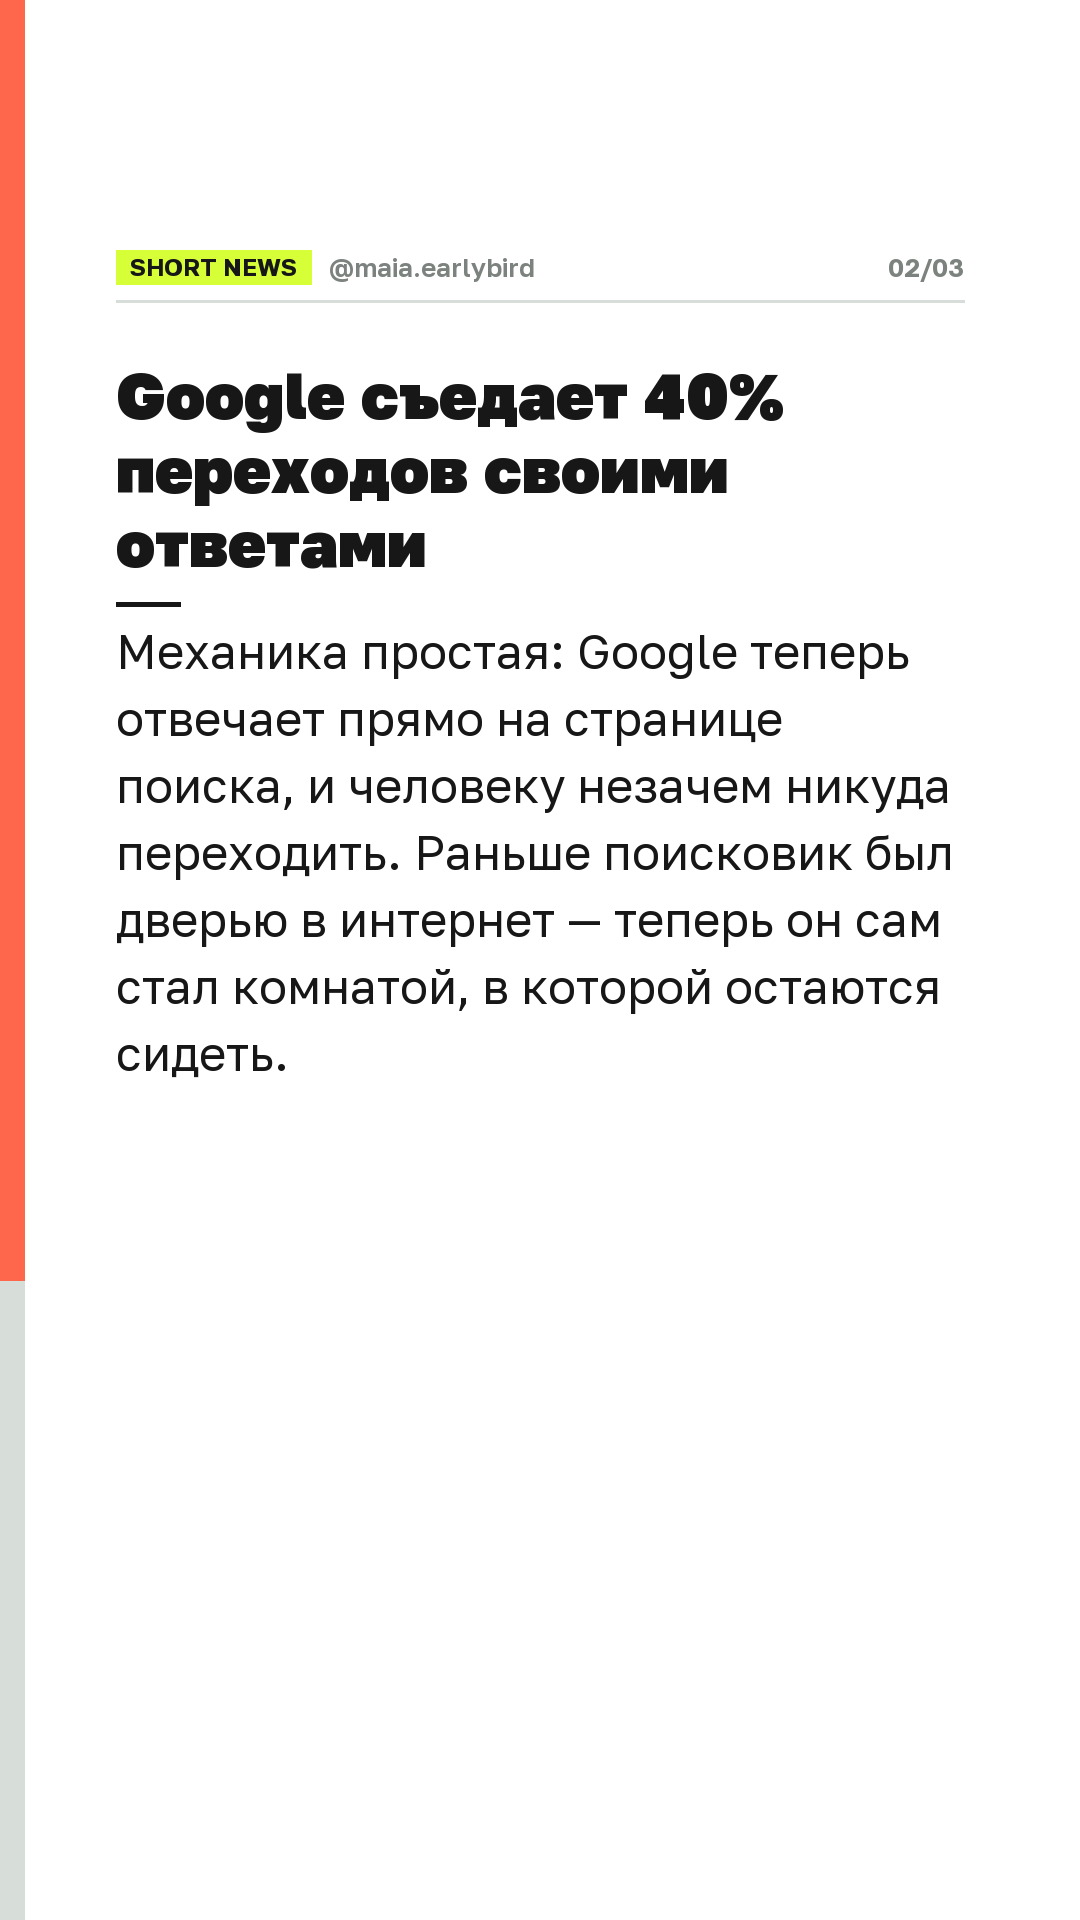 SHORT NEWS @maia.earlybird 02/03
Google съедает 40%
переходов своими
ответами
Механика простая: Google теперь
отвечает прямо на странице
поиска, и человеку незачем никуда
переходить. Раньше поисковик был
дверью в интернет — теперь он сам
стал комнатой, в которой остаются
сидеть.